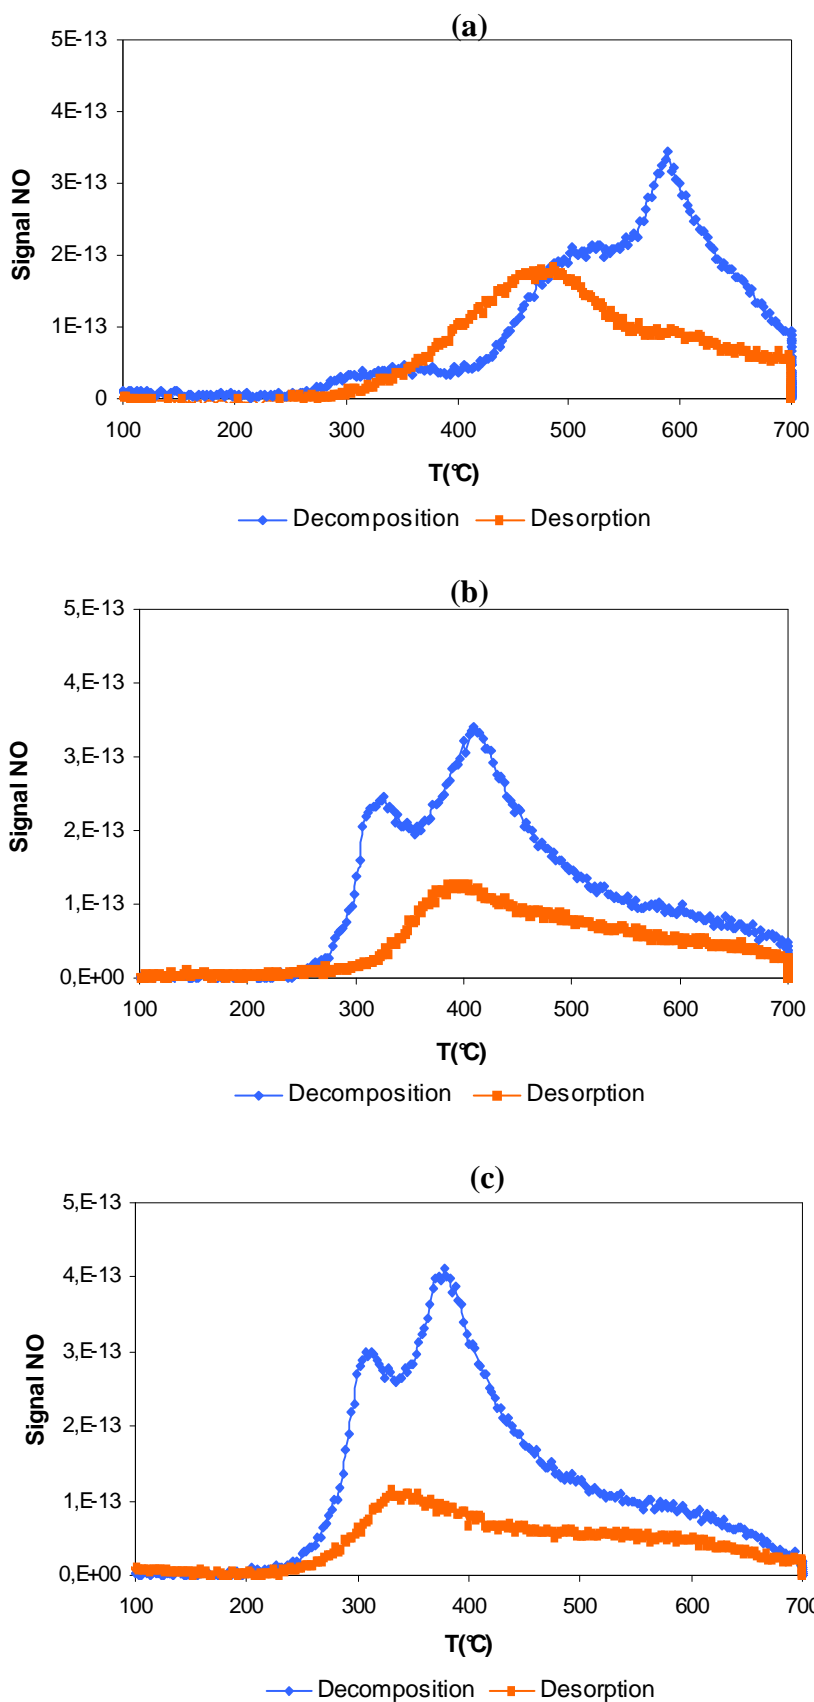 (a)
5E-13
4E-13
3E-13
2E-13
1E-13
0
Signal NO
100 200 300 400 500 600 700
T(°C)
Decomposition Desorption
(b)
5,E-13
4,E-13
3,E-13
2,E-13
1,E-13
0,E+00
Signal NO
100 200 300 400 500 600 700
T(°C)
Decomposition Desorption
(c)
5,E-13
4,E-13
3,E-13
2,E-13
1,E-13
0,E+00
Signal NO
100 200 300 400 500 600 700
T(°C)
Decomposition Desorption